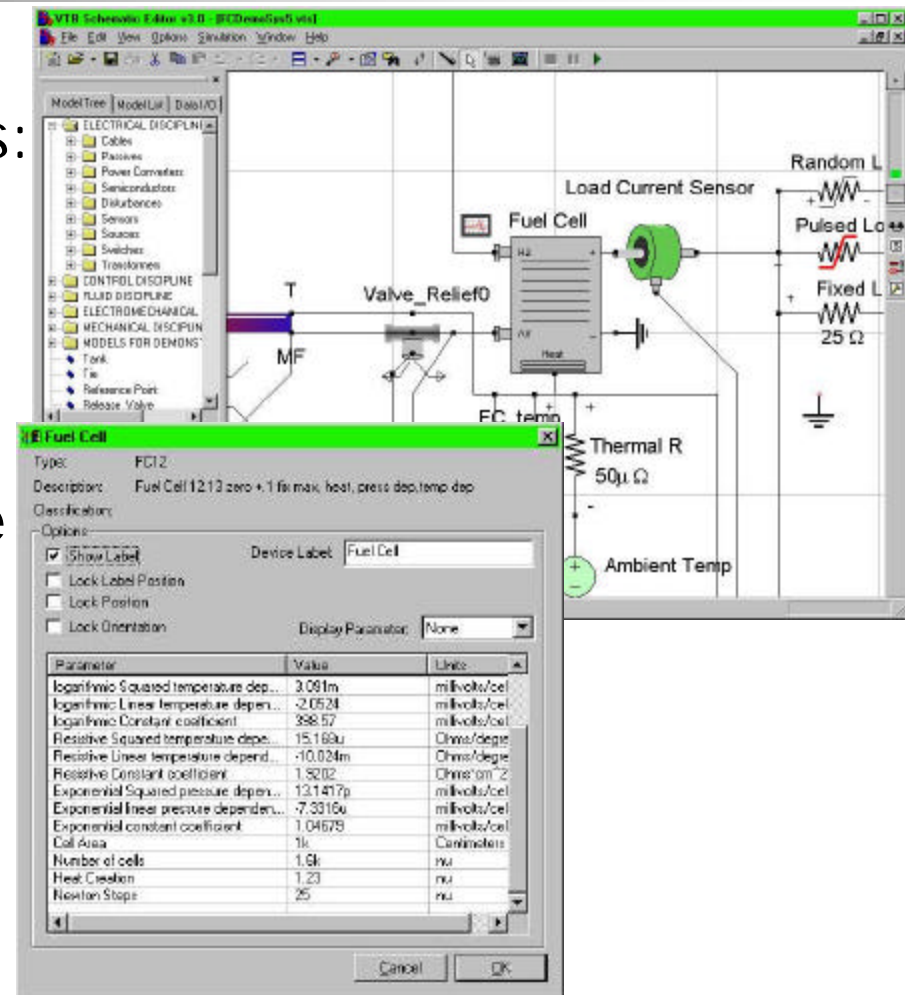 VTB Schematic Editor v3.0 - [FCDemoSys5.vts]
File Edit View Options Simulation Window Help
Model Tree Model List Data I/O
s:
ELECTRICAL DISCIPLINE
Cables
Passives
Power Converters
Semiconductors
Disturbances
Sensors
Sources
Switches
Transformers
CONTROL DISCIPLINE
FLUID DISCIPLINE
ELECTROMECHANICAL
MECHANICAL DISCIPLIN
MODELS FOR DEMONS
Tank
Tie
Reference Point
Release Valve
T
MF
Valve_Relief0
Fuel Cell
H2
+
Air
-
Heat
Load Current Sensor
Random L
+ -
Pulsed Lo
Fixed L
+
25 Ω
FC_temp
+ +
Thermal R
50µ Ω
-
Ambient Temp
+
-
e
Fuel Cell
Type: FC12
Description: Fuel Cell 12.13 zero +.1 fix max, heat, press dep,temp dep
Classification:
Options
Show Label Device Label: Fuel Cell
Lock Label Position
Lock Position
Lock Orientation Display Parameter: None
Parameter Value Units
logarithmic Squared temperature dep... 3.091m millivolts/cel
logarithmic Linear temperature depen... -2.0524 millivolts/cel
logarithmic Constant coefficient 398.57 millivolts/cel
Resistive Squared temperature depe... 15.169u Ohms/degre
Resistive Linear temperature depend... -10.024m Ohms/degre
Resistive Constant coefficient 1.9202 Ohms*cm^2
Exponential Squared pressure depen... 13.1417p millivolts/cel
Exponential linear pressure dependen... -7.3316u millivolts/cel
Exponential constant coefficient 1.04679 millivolts/cel
Cell Area 1k Centimeters
Number of cells 1.6k nu
Heat Creation 1.23 nu
Newton Steps 25 nu
Cancel OK